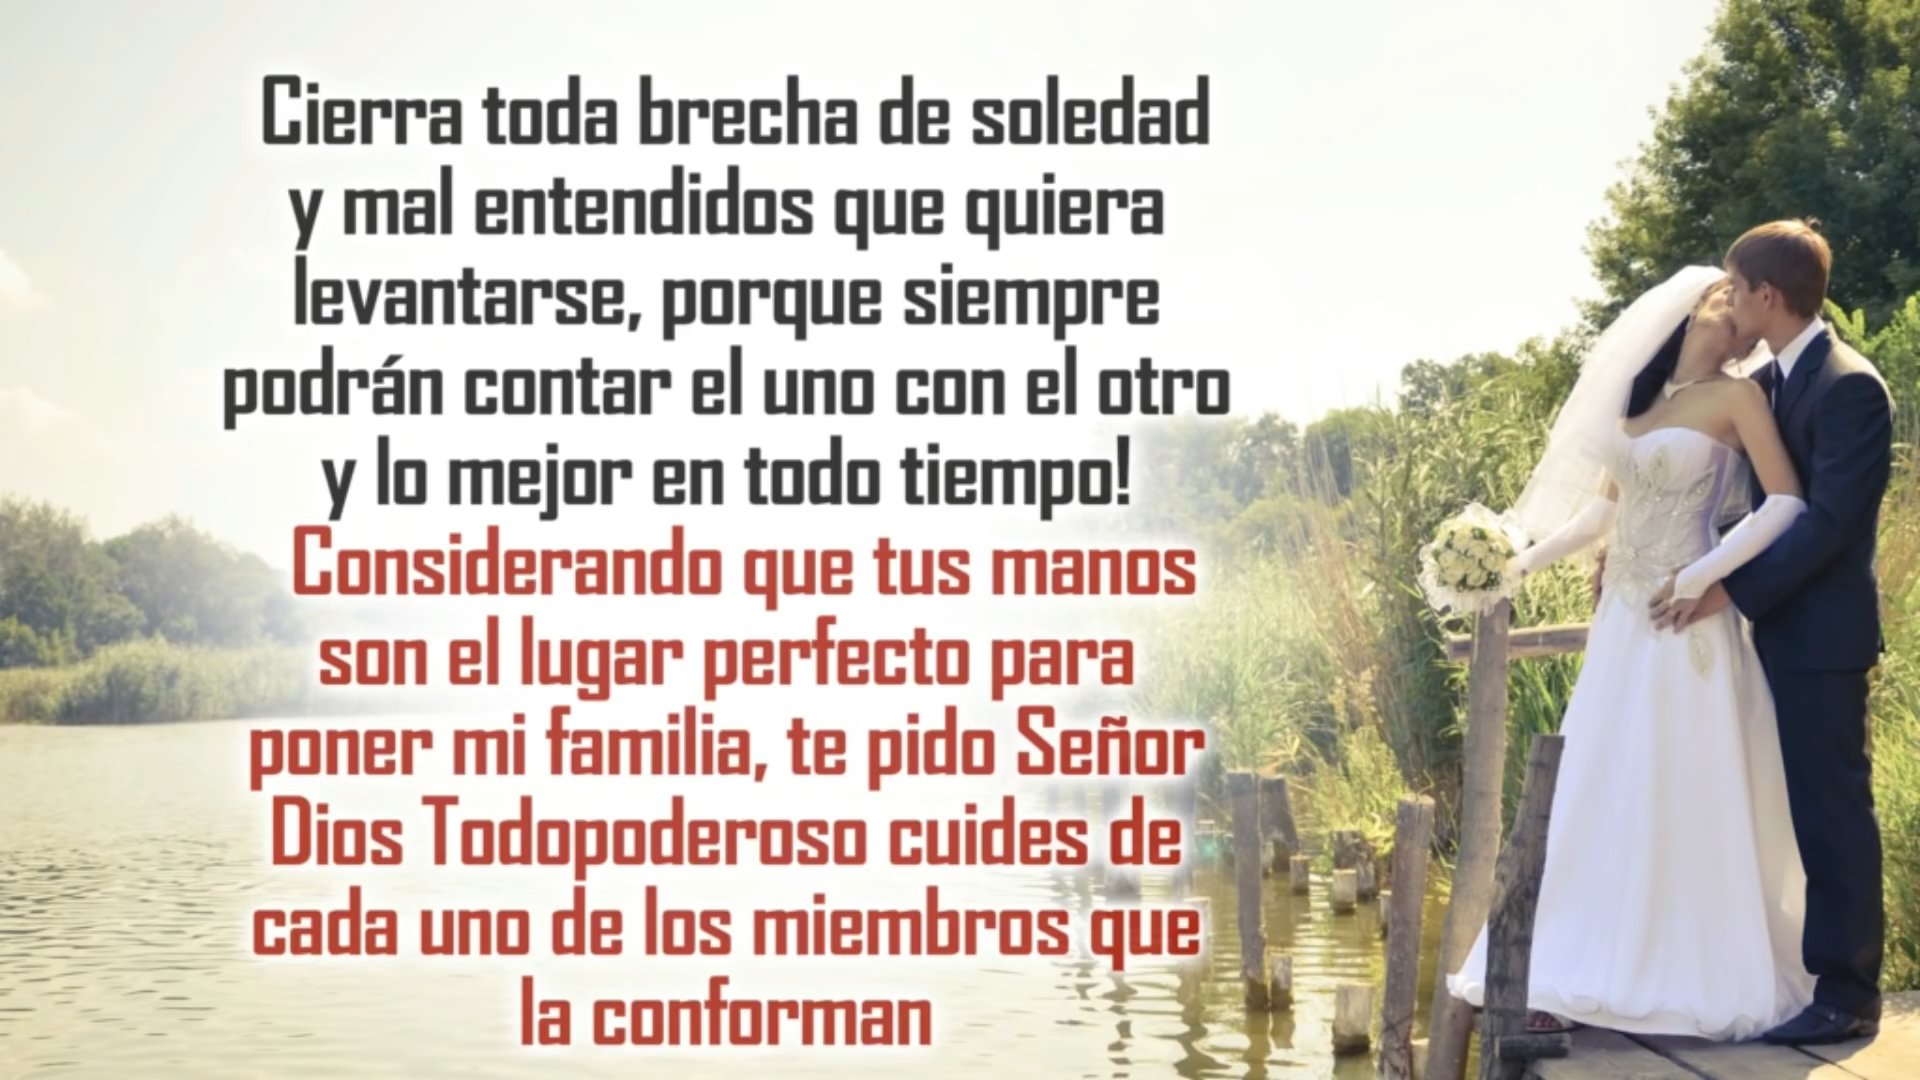 Cierra toda brecha de soledad
y mal entendidos que quiera
levantarse, porque siempre
podrán contar el uno con el otro
y lo mejor en todo tiempo!
Considerando que tus manos
son el lugar perfecto para
poner mi familia, te pido Señor
Dios Todopoderoso cuides de
cada uno de los miembros que
la conforman